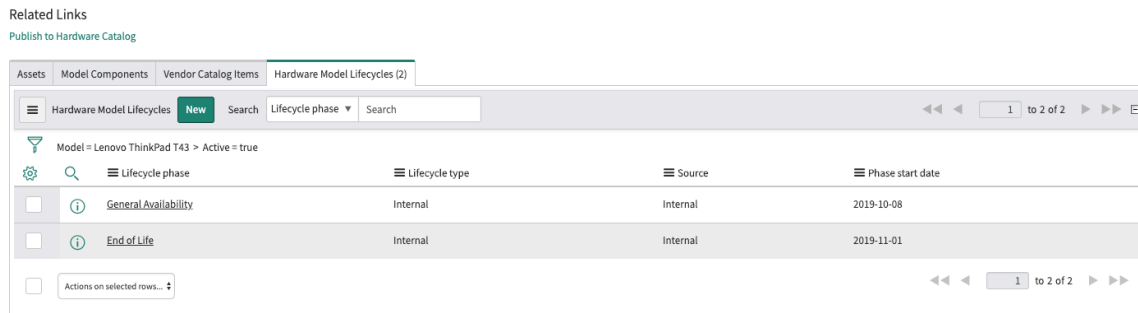 Related Links
Publish to Hardware Catalog
Assets Model Components Vendor Catalog Items Hardware Model Lifecycles (2)
Hardware Model Lifecycles New Search Lifecycle phase Search 1 to 2 of 2
Model = Lenovo ThinkPad T43 > Active = true
Lifecycle phase Lifecycle type Source Phase start date
General Availability Internal Internal 2019-10-08
End of Life Internal Internal 2019-11-01
Actions on selected rows... 1 to 2 of 2